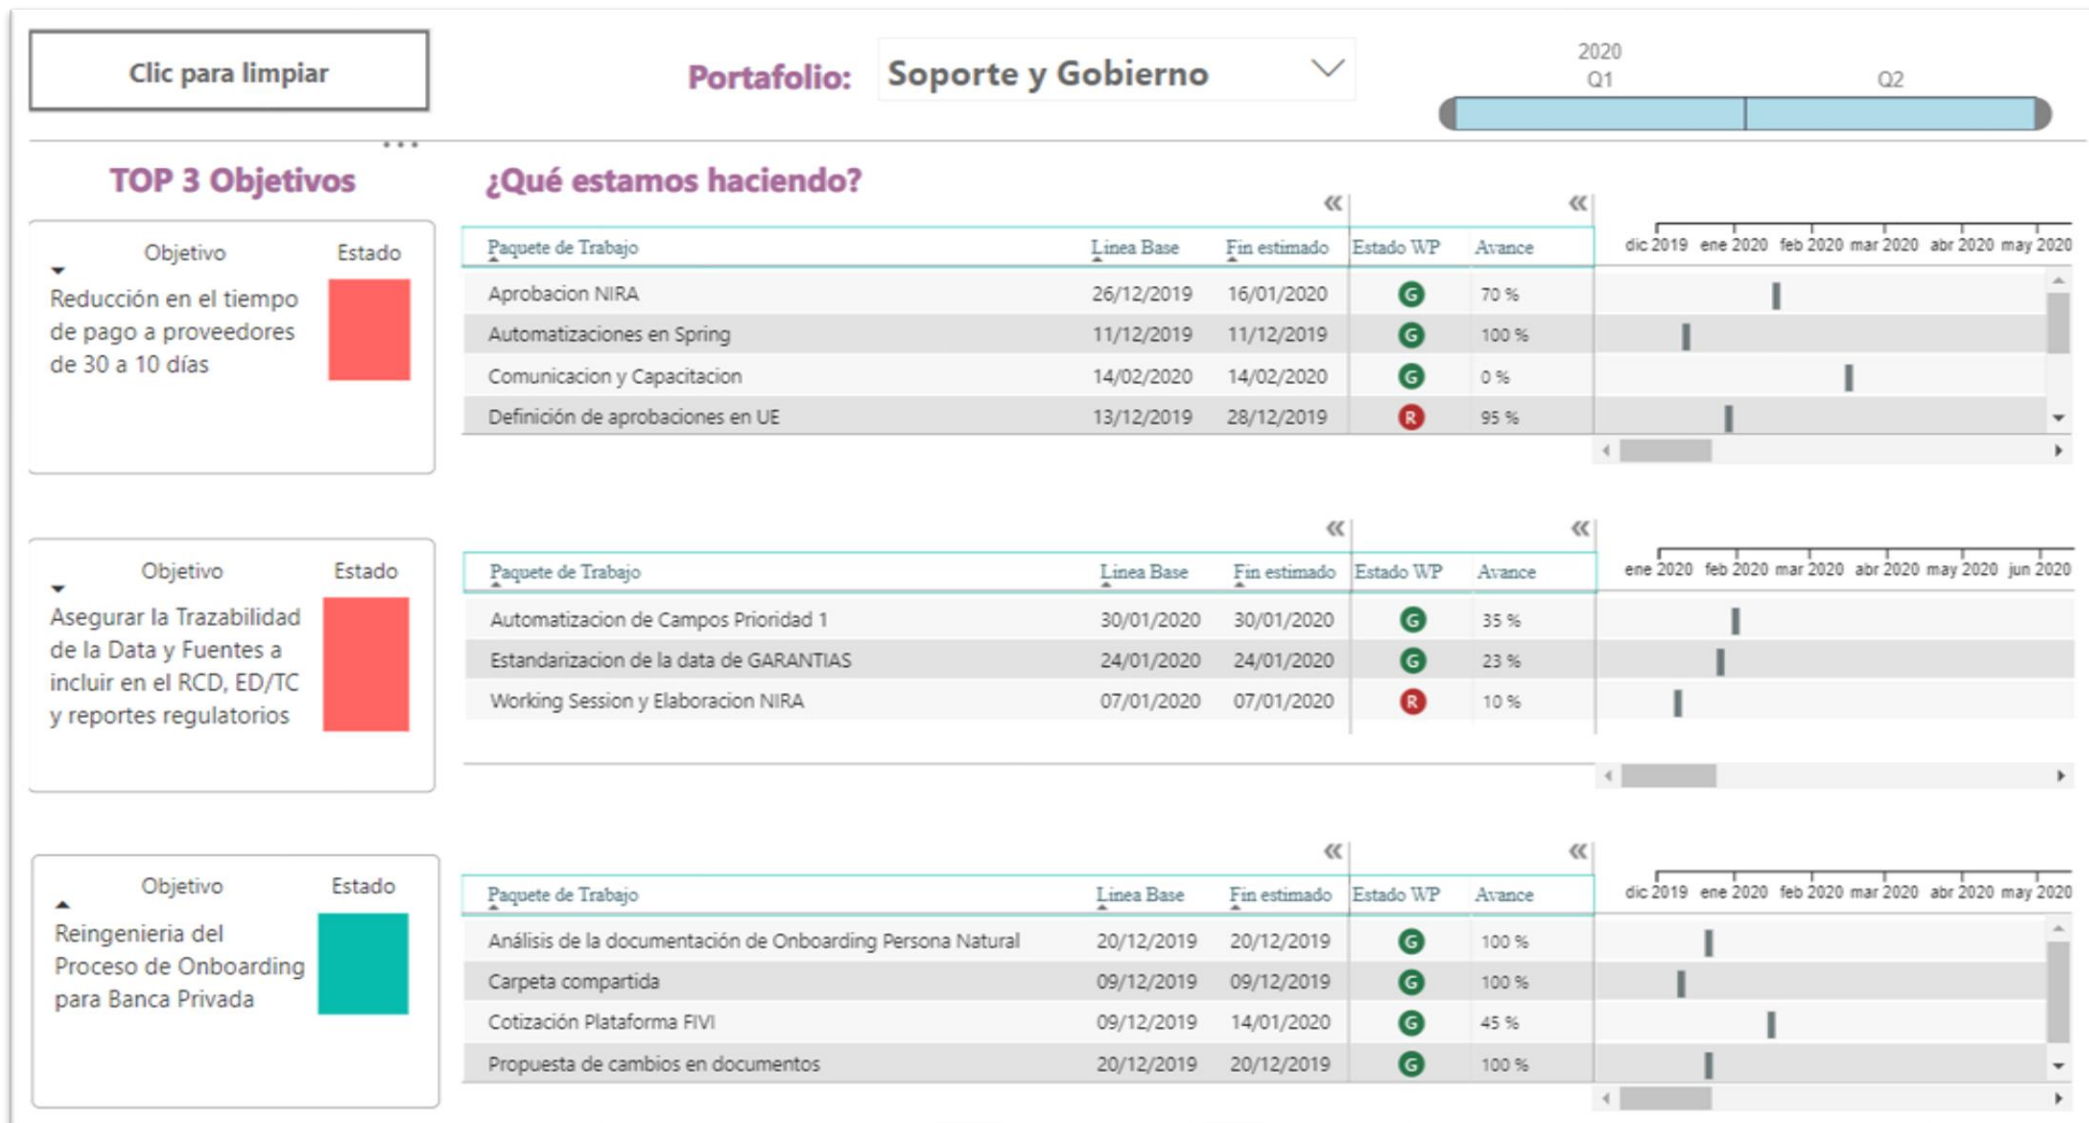 Clic para limpiar
Portafolio: Soporte y Gobierno
2020
Q1 Q2
TOP 3 Objetivos
¿Qué estamos haciendo?
Objetivo Estado
Reducción en el tiempo
de pago a proveedores
de 30 a 10 días
Paquete de Trabajo Linea Base Fin estimado Estado WP Avance
dic 2019 ene 2020 feb 2020 mar 2020 abr 2020 may 2020
Aprobacion NIRA 26/12/2019 16/01/2020 G 70 %
Automatizaciones en Spring 11/12/2019 11/12/2019 G 100 %
Comunicacion y Capacitacion 14/02/2020 14/02/2020 G 0 %
Definición de aprobaciones en UE 13/12/2019 28/12/2019 R 95 %
Objetivo Estado
Asegurar la Trazabilidad
de la Data y Fuentes a
incluir en el RCD, ED/TC
y reportes regulatorios
Paquete de Trabajo Linea Base Fin estimado Estado WP Avance
ene 2020 feb 2020 mar 2020 abr 2020 may 2020 jun 2020
Automatizacion de Campos Prioridad 1 30/01/2020 30/01/2020 G 35 %
Estandarizacion de la data de GARANTIAS 24/01/2020 24/01/2020 G 23 %
Working Session y Elaboracion NIRA 07/01/2020 07/01/2020 R 10 %
Objetivo Estado
Reingenieria del
Proceso de Onboarding
para Banca Privada
Paquete de Trabajo Linea Base Fin estimado Estado WP Avance
dic 2019 ene 2020 feb 2020 mar 2020 abr 2020 may 2020
Análisis de la documentación de Onboarding Persona Natural 20/12/2019 20/12/2019 G 100 %
Carpeta compartida 09/12/2019 09/12/2019 G 100 %
Cotización Plataforma FIVI 09/12/2019 14/01/2020 G 45 %
Propuesta de cambios en documentos 20/12/2019 20/12/2019 G 100 %